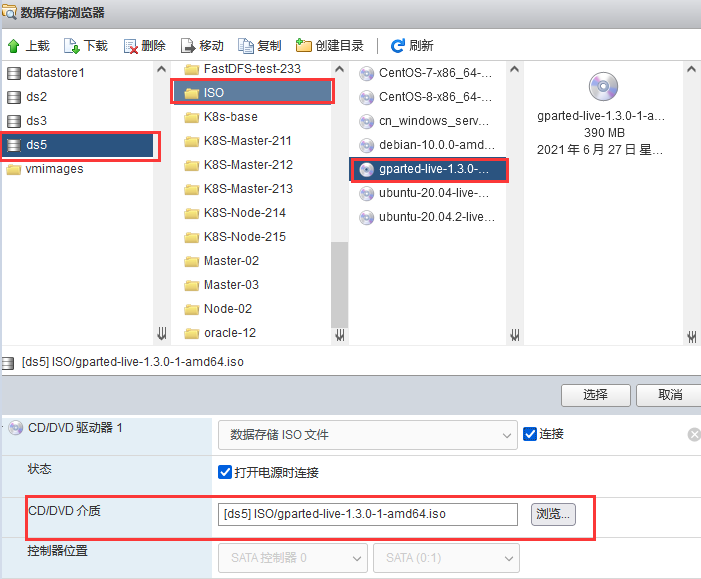 数据存储浏览器
上载 下载 删除 移动 复制 创建目录 刷新
datastore1
ds2
ds3
ds5
vmimages
FastDFS-test-233
ISO
K8s-base
K8S-Master-211
K8S-Master-212
K8S-Master-213
K8S-Node-214
K8S-Node-215
Master-02
Master-03
Node-02
oracle-12
CentOS-7-x86_64-...
CentOS-8-x86_64-...
cn_windows_serv...
debian-10.0.0-amd...
gparted-live-1.3.0-...
ubuntu-20.04-live-...
ubuntu-20.04.2-live...
gparted-live-1.3.0-1-a...
390 MB
2021 年 6 月 27 日 星...
[ds5] ISO/gparted-live-1.3.0-1-amd64.iso
选择 取消
CD/DVD 驱动器 1 数据存储 ISO 文件 连接
状态 打开电源时连接
CD/DVD 介质 [ds5] ISO/gparted-live-1.3.0-1-amd64.iso 浏览...
控制器位置 SATA 控制器 0 SATA (0:1)